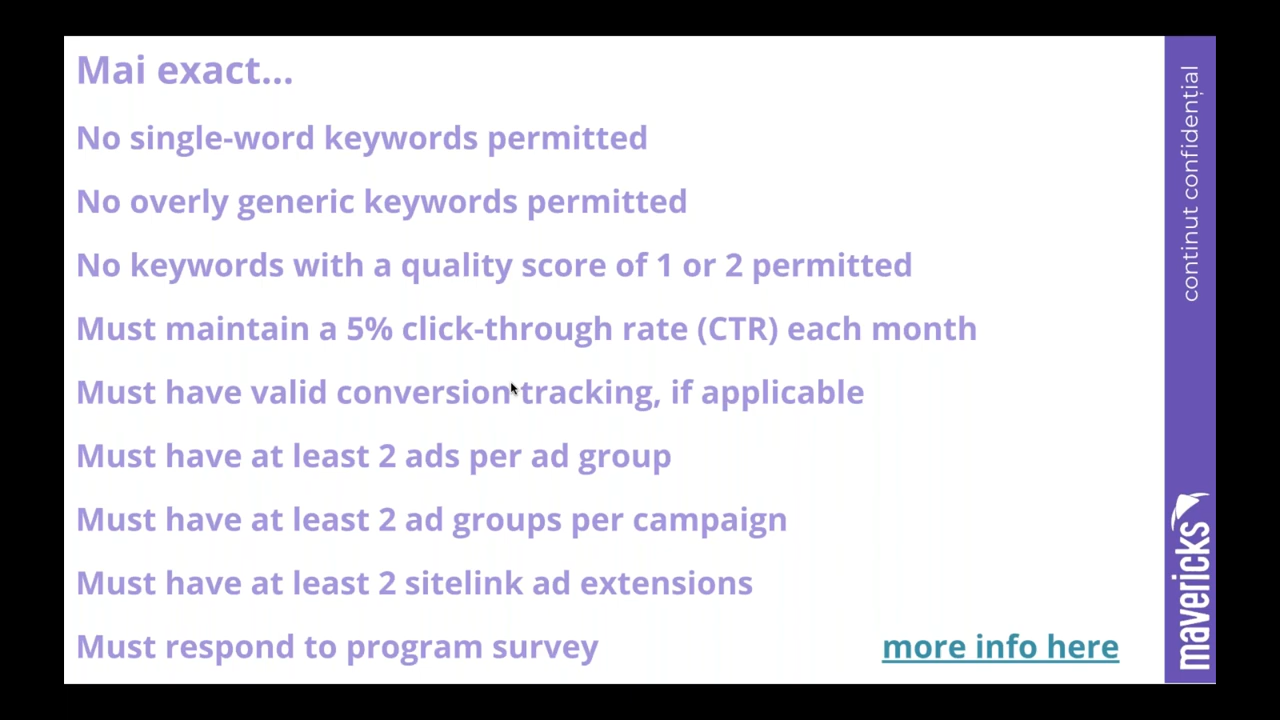 Mai exact...
No single-word keywords permitted
No overly generic keywords permitted
No keywords with a quality score of 1 or 2 permitted
Must maintain a 5% click-through rate (CTR) each month
Must have valid conversion tracking, if applicable
Must have at least 2 ads per ad group
Must have at least 2 ad groups per campaign
Must have at least 2 sitelink ad extensions
Must respond to program survey
more info here
continut confidențial
mavericks